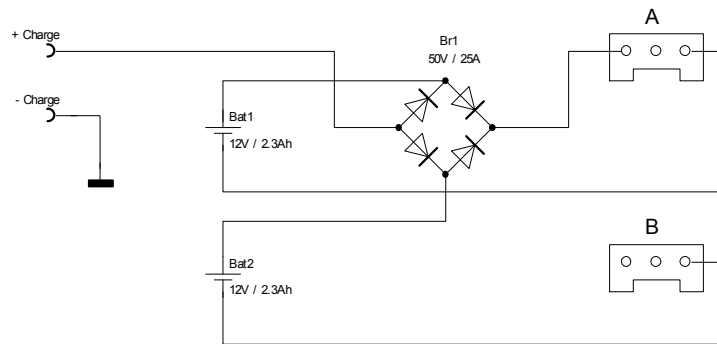 + Charge
- Charge
Br1
50V / 25A
A
Bat1
12V / 2.3Ah
B
Bat2
12V / 2.3Ah